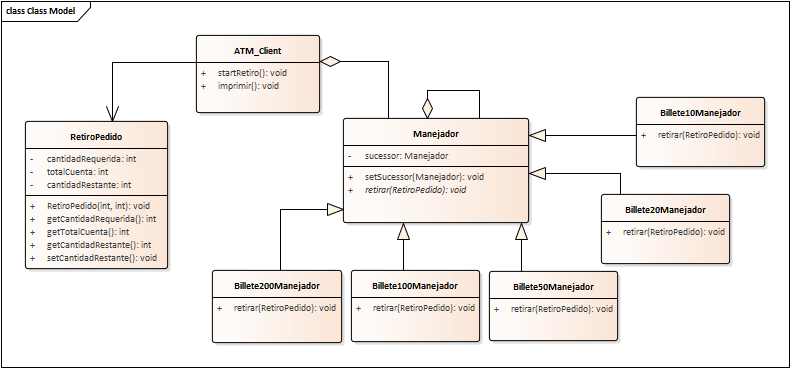 class Class Model
ATM_Client
+ startRetiro(): void
+ imprimir(): void
RetiroPedido
- cantidadRequerida: int
- totalCuenta: int
- cantidadRestante: int
+ RetiroPedido(int, int): void
+ getCantidadRequerida(): int
+ getTotalCuenta(): int
+ getCantidadRestante(): int
+ setCantidadRestante(): void
Manejador
- sucessor: Manejador
+ setSucessor(Manejador): void
+ retirar(RetiroPedido): void
Billete10Manejador
+ retirar(RetiroPedido): void
Billete20Manejador
+ retirar(RetiroPedido): void
Billete200Manejador
+ retirar(RetiroPedido): void
Billete100Manejador
+ retirar(RetiroPedido): void
Billete50Manejador
+ retirar(RetiroPedido): void